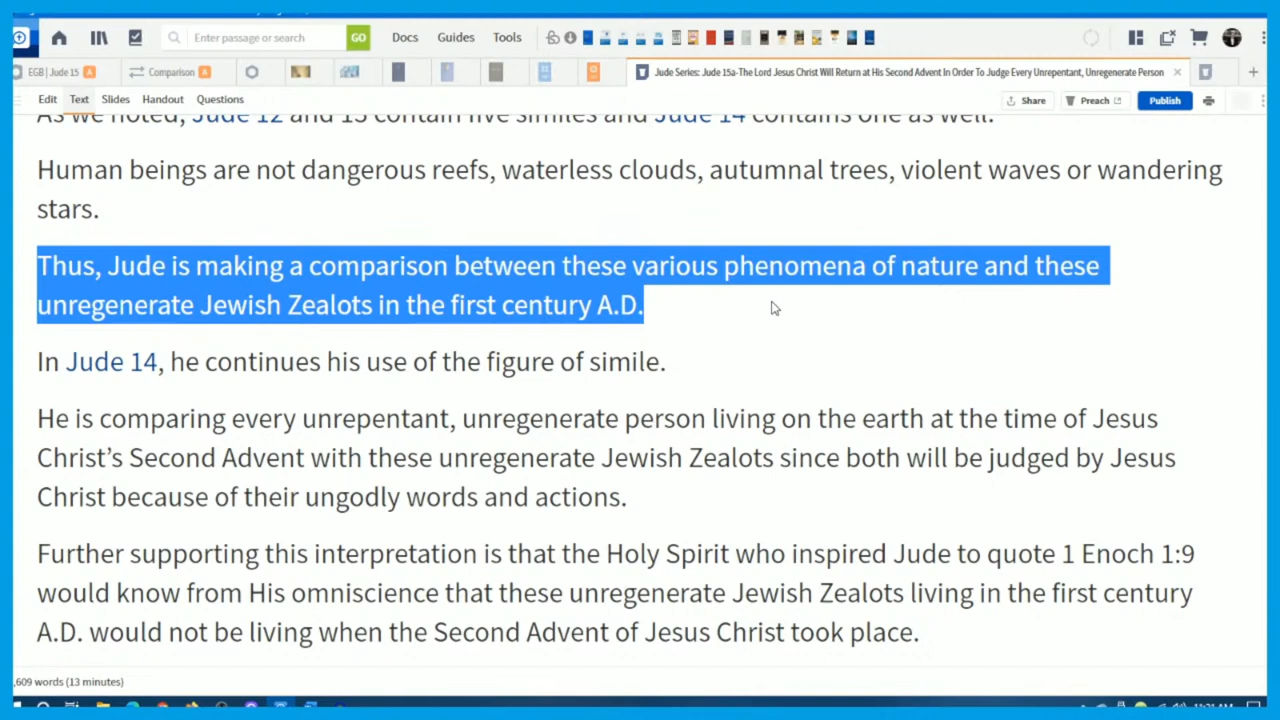 Enter passage or search GO Docs Guides Tools
EGB | Jude 15 A Comparison A Jude Series: Jude 15a-The Lord Jesus Christ Will Return at His Second Advent In Order To Judge Every Unrepentant, Unregenerate Person
Edit Text Slides Handout Questions Share Preach Publish
As we noted, Jude 12 and 13 contain five similes and Jude 14 contains one as well.
Human beings are not dangerous reefs, waterless clouds, autumnal trees, violent waves or wandering
stars.
Thus, Jude is making a comparison between these various phenomena of nature and these
unregenerate Jewish Zealots in the first century A.D.
In Jude 14, he continues his use of the figure of simile.
He is comparing every unrepentant, unregenerate person living on the earth at the time of Jesus
Christ’s Second Advent with these unregenerate Jewish Zealots since both will be judged by Jesus
Christ because of their ungodly words and actions.
Further supporting this interpretation is that the Holy Spirit who inspired Jude to quote 1 Enoch 1:9
would know from His omniscience that these unregenerate Jewish Zealots living in the first century
A.D. would not be living when the Second Advent of Jesus Christ took place.
,609 words (13 minutes)